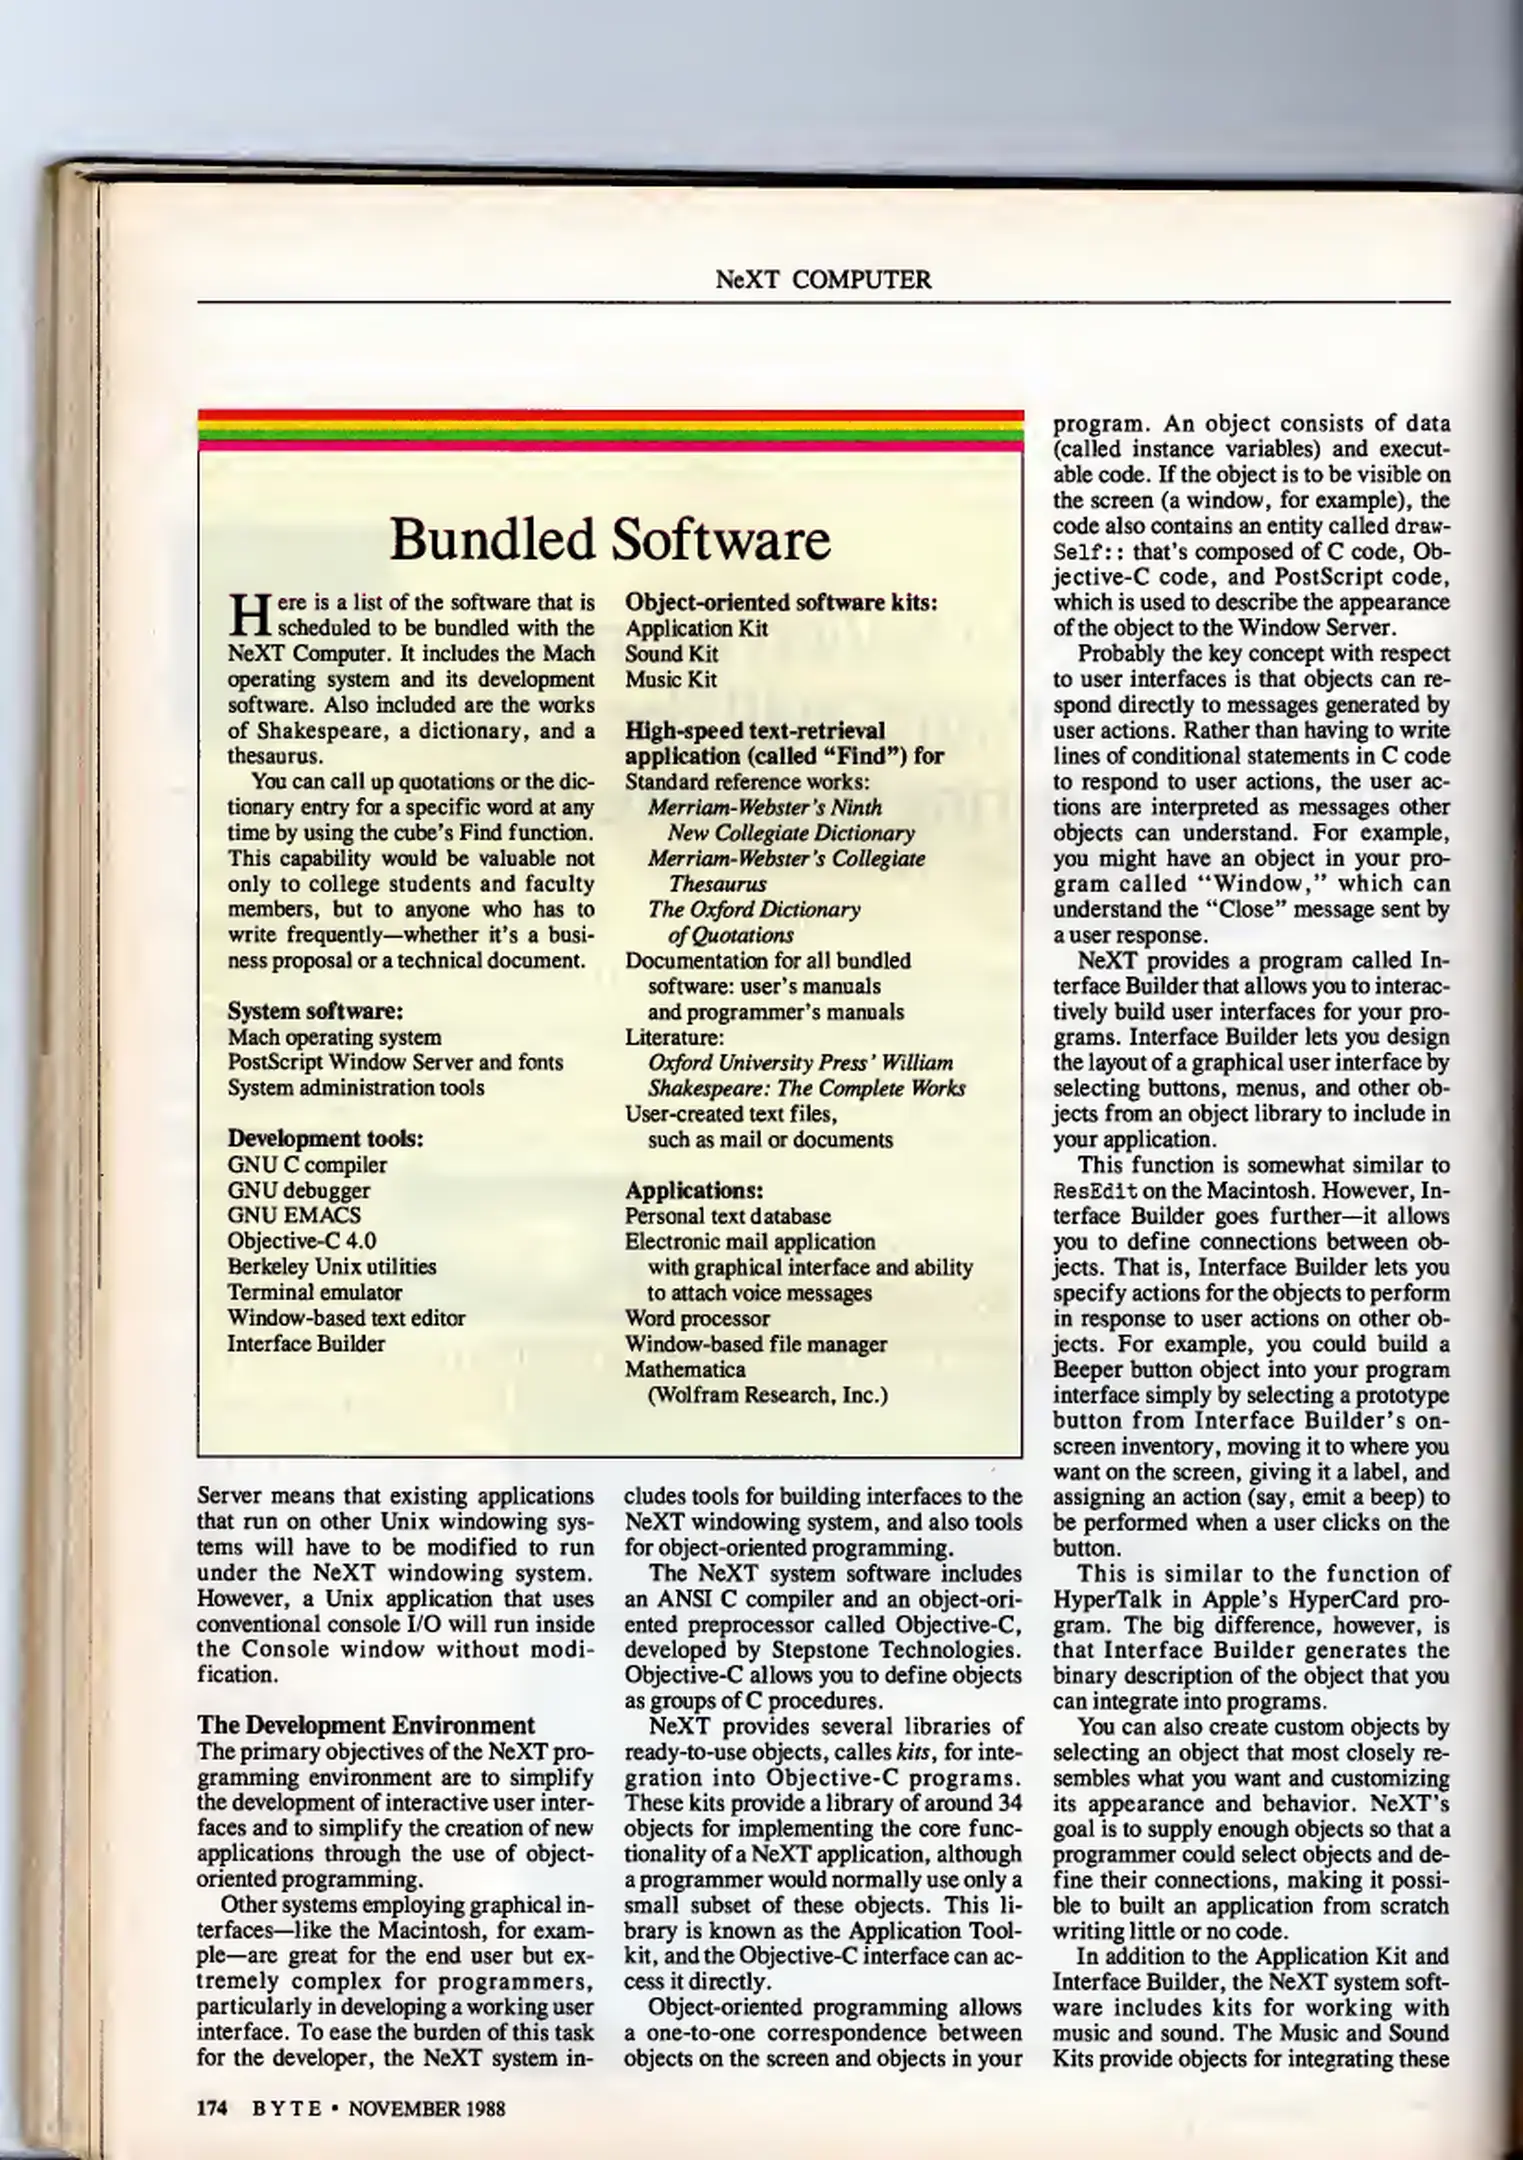 NeXT COMPUTER
Bundled Software
Here is a list of the software that is
scheduled to be bundled with the
NeXT Computer. It includes the Mach
operating system and its development
software. Also included are the works
of Shakespeare, a dictionary, and a
thesaurus.
You can call up quotations or the dic-
tionary entry for a specific word at any
time by using the cube's Find function.
This capability would be valuable not
only to college students and faculty
members, but to anyone who has to
write frequently—whether it's a busi-
ness proposal or a technical document.
System software:
Mach operating system
PostScript Window Server and fonts
System administration tools
Development tools:
GNU C compiler
GNU debugger
GNU EMACS
Objective-C 4.0
Berkeley Unix utilities
Terminal emulator
Window-based text editor
Interface Builder
Object-oriented software kits:
Application Kit
Sound Kit
Music Kit
High-speed text-retrieval
application (called “Find”) for
Standard reference works:
Merriam-Webster's Ninth
New Collegiate Dictionary
Merriam-Webster's Collegiate
Thesaurus
The Oxford Dictionary
of Quotations
Documentation for all bundled
software: user's manuals
and programmer's manuals
Literature:
Oxford University Press' William
Shakespeare: The Complete Works
User-created text files,
such as mail or documents
Applications:
Personal text database
Electronic mail application
with graphical interface and ability
to attach voice messages
Word processor
Window-based file manager
Mathematica
(Wolfram Research, Inc.)
Server means that existing applications
that run on other Unix windowing sys-
tems will have to be modified to run
under the NeXT windowing system.
However, a Unix application that uses
conventional console I/O will run inside
the Console window without modi-
fication.
The Development Environment
The primary objectives of the NeXT pro-
gramming environment are to simplify
the development of interactive user inter-
faces and to simplify the creation of new
applications through the use of object-
oriented programming.
Other systems employing graphical in-
terfaces—like the Macintosh, for exam-
ple—are great for the end user but ex-
tremely complex for programmers,
particularly in developing a working user
interface. To ease the burden of this task
for the developer, the NeXT system in-
cludes tools for building interfaces to the
NeXT windowing system, and also tools
for object-oriented programming.
The NeXT system software includes
an ANSI C compiler and an object-ori-
ented preprocessor called Objective-C,
developed by Stepstone Technologies.
Objective-C allows you to define objects
as groups of C procedures.
NeXT provides several libraries of
ready-to-use objects, calles kits, for inte-
gration into Objective-C programs.
These kits provide a library of around 34
objects for implementing the core func-
tionality of a NeXT application, although
a programmer would normally use only a
small subset of these objects. This li-
brary is known as the Application Tool-
kit, and the Objective-C interface can ac-
cess it directly.
Object-oriented programming allows
a one-to-one correspondence between
objects on the screen and objects in your
program. An object consists of data
(called instance variables) and execut-
able code. If the object is to be visible on
the screen (a window, for example), the
code also contains an entity called draw-
Self:: that's composed of C code, Ob-
jective-C code, and PostScript code,
which is used to describe the appearance
of the object to the Window Server.
Probably the key concept with respect
to user interfaces is that objects can re-
spond directly to messages generated by
user actions. Rather than having to write
lines of conditional statements in C code
to respond to user actions, the user ac-
tions are interpreted as messages other
objects can understand. For example,
you might have an object in your pro-
gram called “Window,” which can
understand the “Close” message sent by
a user response.
NeXT provides a program called In-
terface Builder that allows you to interac-
tively build user interfaces for your pro-
grams. Interface Builder lets you design
the layout of a graphical user interface by
selecting buttons, menus, and other ob-
jects from an object library to include in
your application.
This function is somewhat similar to
ResEdit on the Macintosh. However, In-
terface Builder goes further—it allows
you to define connections between ob-
jects. That is, Interface Builder lets you
specify actions for the objects to perform
in response to user actions on other ob-
jects. For example, you could build a
Beeper button object into your program
interface simply by selecting a prototype
button from Interface Builder's on-
screen inventory, moving it to where you
want on the screen, giving it a label, and
assigning an action (say, emit a beep) to
be performed when a user clicks on the
button.
This is similar to the function of
HyperTalk in Apple's HyperCard pro-
gram. The big difference, however, is
that Interface Builder generates the
binary description of the object that you
can integrate into programs.
You can also create custom objects by
selecting an object that most closely re-
sembles what you want and customizing
its appearance and behavior. NeXT's
goal is to supply enough objects so that a
programmer could select objects and de-
fine their connections, making it possi-
ble to built an application from scratch
writing little or no code.
In addition to the Application Kit and
Interface Builder, the NeXT system soft-
ware includes kits for working with
music and sound. The Music and Sound
Kits provide objects for integrating these
174 BYTE • NOVEMBER 1988